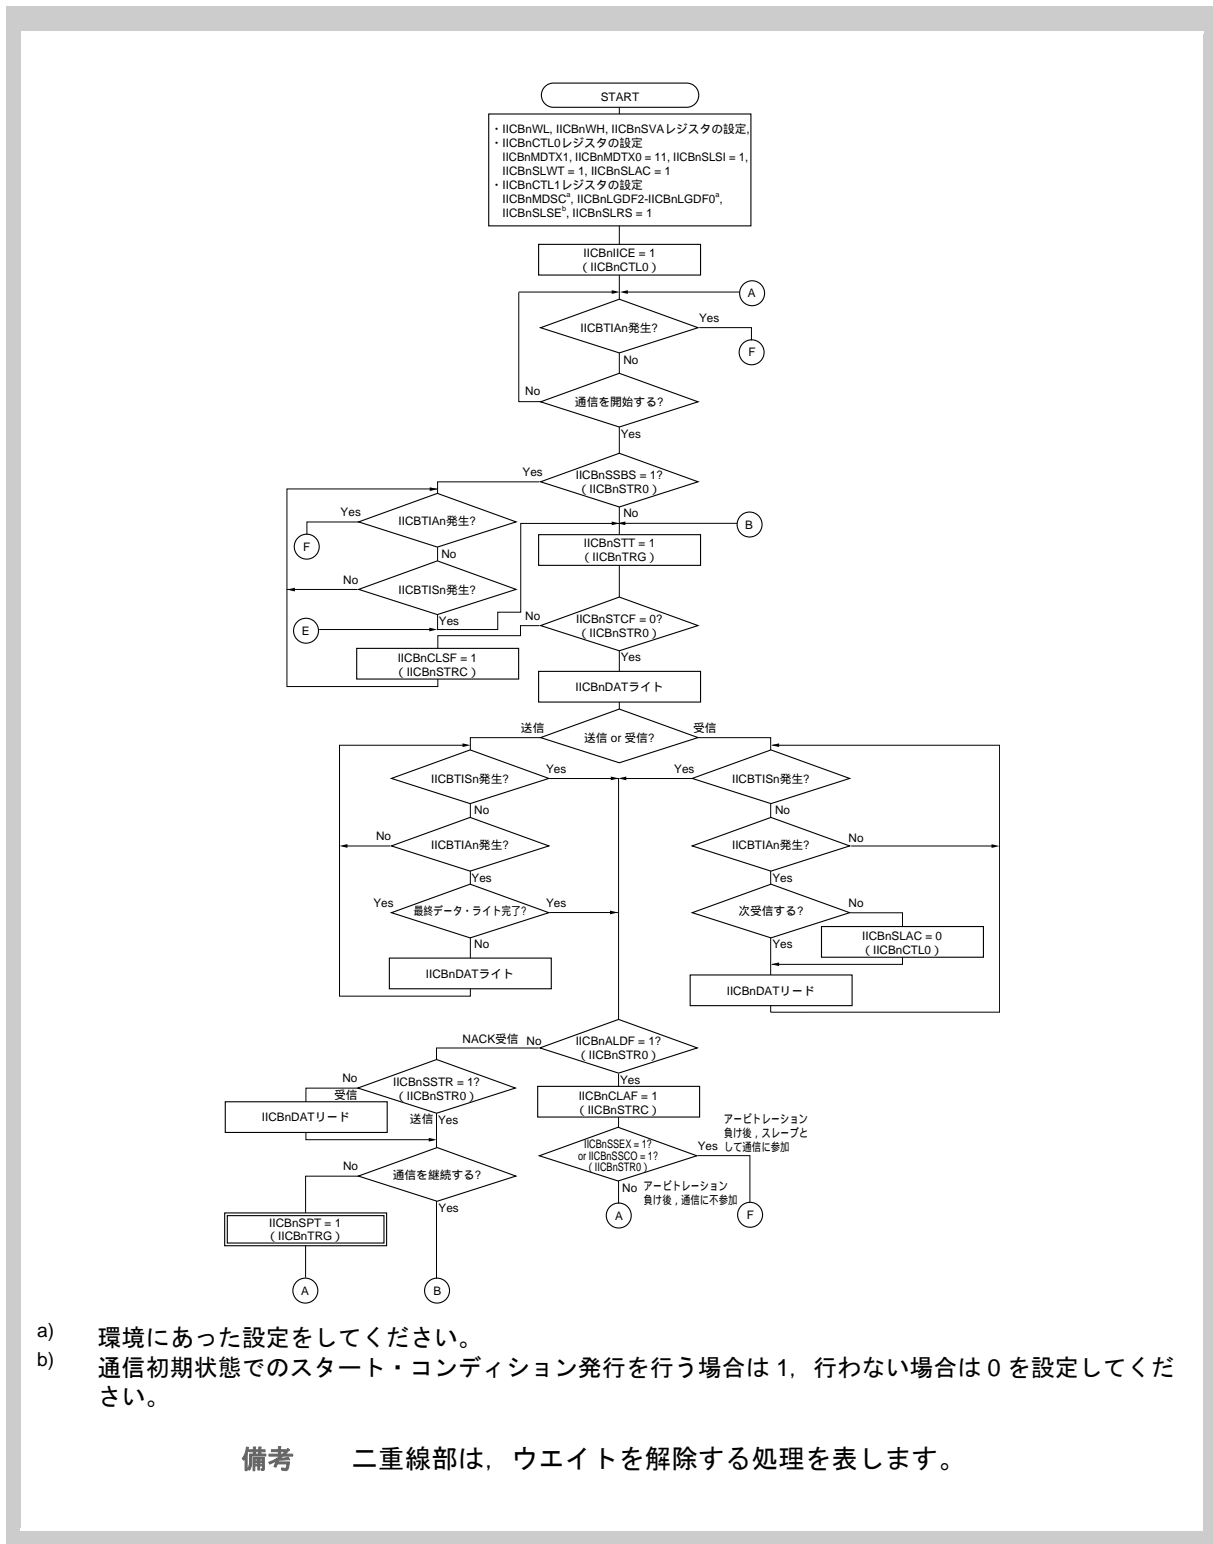 START
・IICBnWL, IICBnWH, IICBnSVAレジスタの設定,
・IICBnCTL0レジスタの設定
IICBnMDTX1, IICBnMDTX0 = 11, IICBnSLSI = 1,
IICBnSLWT = 1, IICBnSLAC = 1
・IICBnCTL1レジスタの設定
IICBnMDSCa, IICBnLGDF2-IICBnLGDF0a,
IICBnSLSEb, IICBnSLRS = 1
IICBnIICE = 1
( IICBnCTL0 )
A
IICBTIAn発生?
Yes
F
No
通信を開始する?
No
Yes
IICBnSSBS = 1?
( IICBnSTR0 )
Yes
No
B
IICBTIAn発生?
Yes
F
No
IICBnSTT = 1
( IICBnTRG )
IICBTISn発生?
No
Yes
E
IICBnSTCF = 0?
( IICBnSTR0 )
No
Yes
IICBnCLSF = 1
( IICBnSTRC )
IICBnDATライト
送信 or 受信?
送信
受信
IICBTISn発生?
Yes
No
Yes
IICBTISn発生?
No
IICBTIAn発生?
No
Yes
IICBTIAn発生?
No
Yes
最終データ・ライト完了?
Yes
Yes
No
次受信する?
No
Yes
IICBnSLAC = 0
( IICBnCTL0 )
IICBnDATライト
IICBnDATリード
IICBnALDF = 1?
( IICBnSTR0 )
NACK受信 No
Yes
IICBnSSTR = 1?
( IICBnSTR0 )
No
受信
送信 Yes
IICBnDATリード
IICBnCLAF = 1
( IICBnSTRC )
IICBnSSEX = 1?
or IICBnSSCO = 1?
( IICBnSTR0 )
アービトレーション
負け後，スレーブと
Yes して通信に参加
No アービトレーション
負け後，通信に不参加
A
F
通信を継続する?
No
Yes
IICBnSPT = 1
( IICBnTRG )
A
B
a) 環境にあった設定をしてください。
b) 通信初期状態でのスタート・コンディション発行を行う場合は 1，行わない場合は 0 を設定してくだ
さい。
備考 二重線部は，ウエイトを解除する処理を表します。